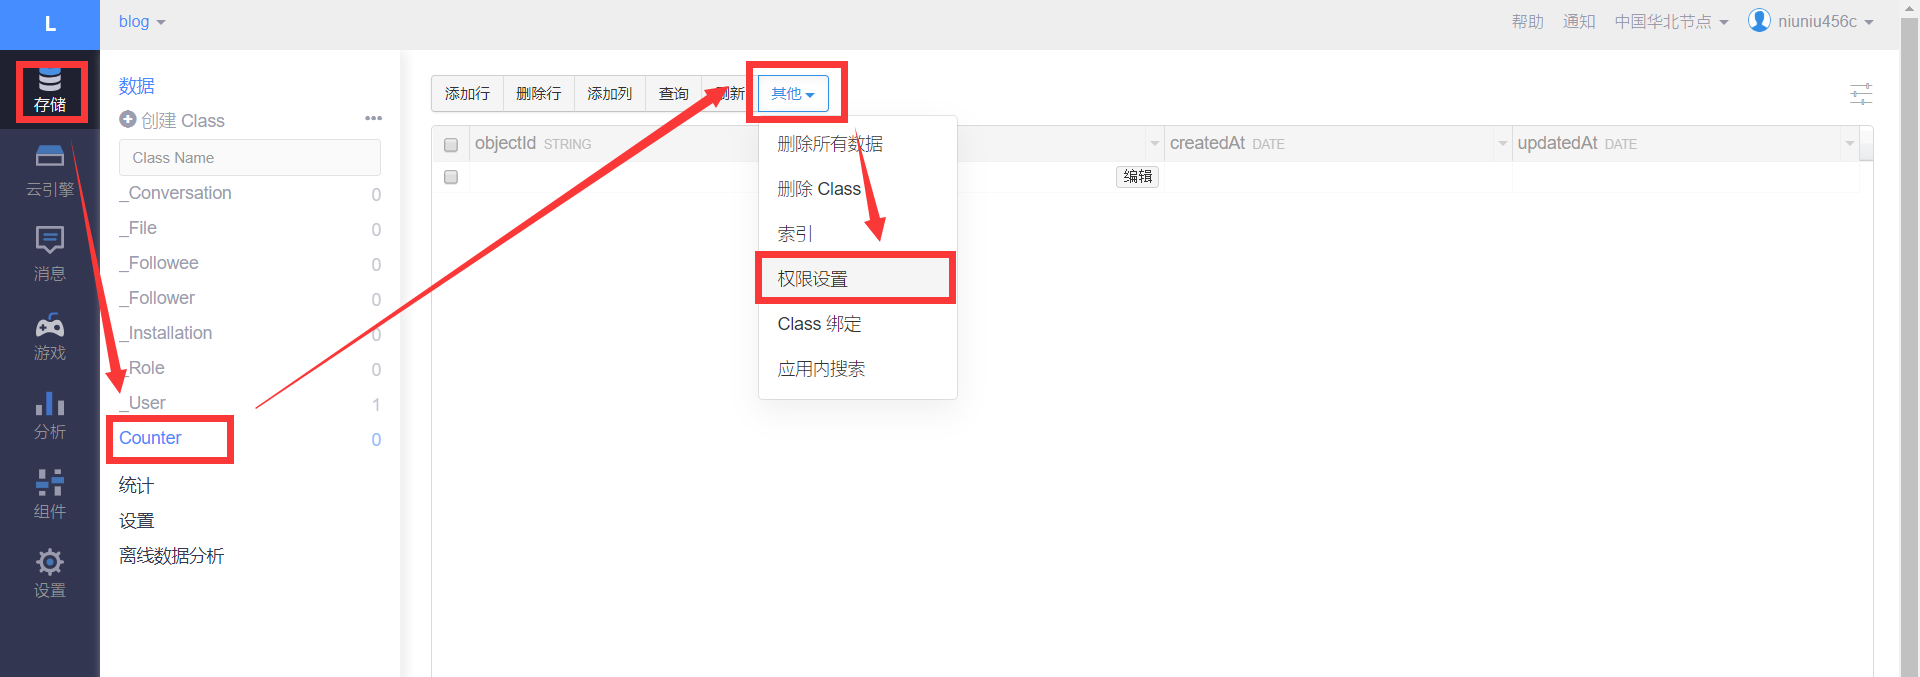 L
blog
帮助 通知 中国华北节点 niuniu456c
存储
云引擎
消息
游戏
分析
组件
设置
数据
创建 Class
Class Name
_Conversation 0
_File 0
_Followee 0
_Follower 0
_Installation 0
_Role 0
_User 1
Counter 0
统计
设置
离线数据分析
添加行 删除行 添加列 查询 刷新 其他
objectId STRING createdAt DATE updatedAt DATE
编辑
删除所有数据
删除 Class
索引
权限设置
Class 绑定
应用内搜索